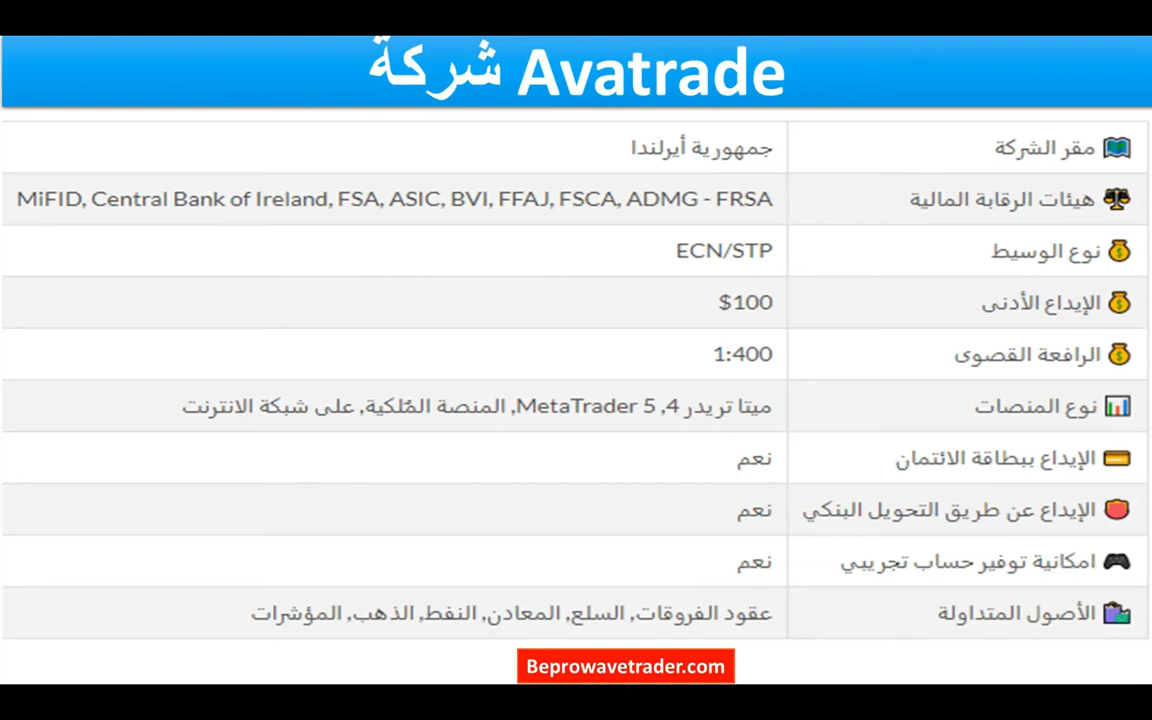 شركة Avatrade
مقر الشركة جمهورية أيرلندا
هيئات الرقابة المالية MiFID, Central Bank of Ireland, FSA, ASIC, BVI, FFAJ, FSCA, ADMG - FRSA
نوع الوسيط ECN/STP
الإيداع الأدنى $100
الرافعة القصوى 1:400
نوع المنصات ميتا تريدر 4, MetaTrader 5, المنصة المُلكية, على شبكة الانترنت
الإيداع ببطاقة الائتمان نعم
الإيداع عن طريق التحويل البنكي نعم
امكانية توفير حساب تجريبي نعم
الأصول المتداولة عقود الفروقات, السلع, المعادن, النفط, الذهب, المؤشرات
Beprowavetrader.com